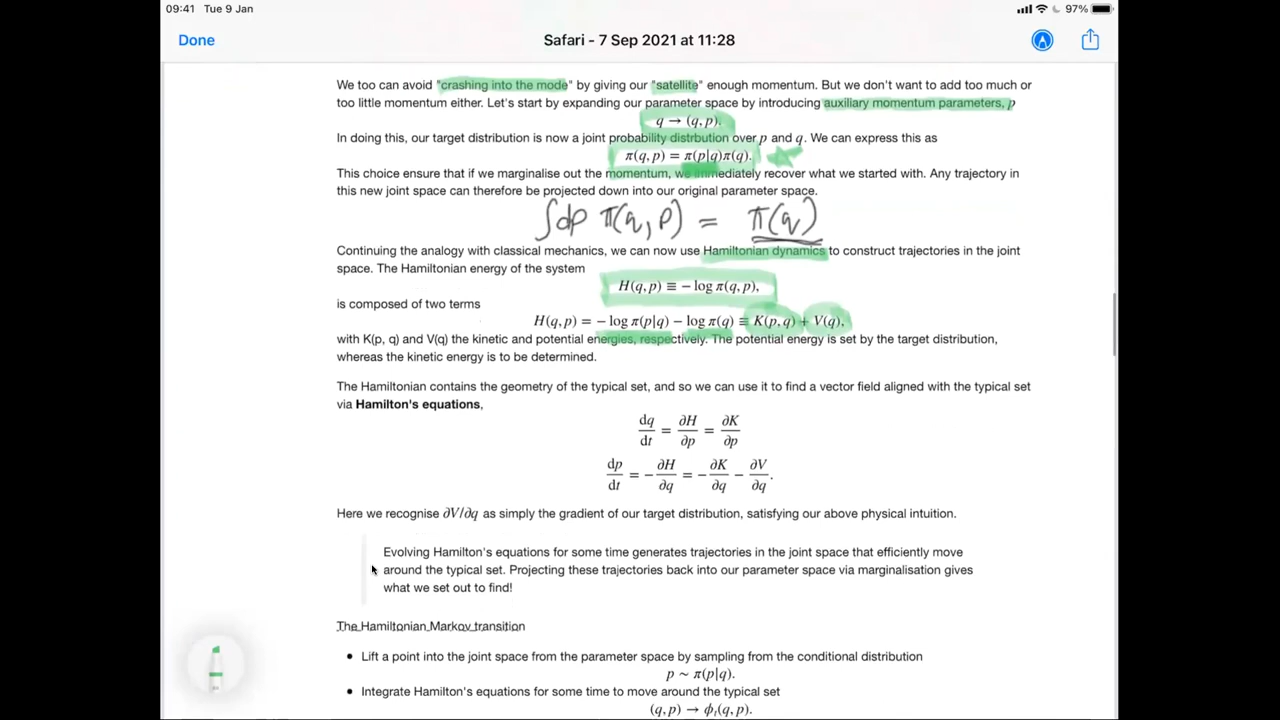 09:41 Tue 9 Jan 97%
Done Safari - 7 Sep 2021 at 11:28
We too can avoid "crashing into the mode" by giving our "satellite" enough momentum. But we don't want to add too much or
too little momentum either. Let's start by expanding our parameter space by introducing auxiliary momentum parameters, p
q → (q, p).
In doing this, our target distribution is now a joint probability distrbution over p and q. We can express this as
π(q, p) = π(p|q)π(q).
This choice ensure that if we marginalise out the momentum, we immediately recover what we started with. Any trajectory in
this new joint space can therefore be projected down into our original parameter space.
∫dp π(q, p) = π(q)
Continuing the analogy with classical mechanics, we can now use Hamiltonian dynamics to construct trajectories in the joint
space. The Hamiltonian energy of the system
H(q, p) ≡ − log π(q, p),
is composed of two terms
H(q, p) = − log π(p|q) − log π(q) ≡ K(p, q) + V(q),
with K(p, q) and V(q) the kinetic and potential energies, respectively. The potential energy is set by the target distribution,
whereas the kinetic energy is to be determined.
The Hamiltonian contains the geometry of the typical set, and so we can use it to find a vector field aligned with the typical set
via Hamilton's equations,
dq/dt = ∂H/∂p = ∂K/∂p
dp/dt = − ∂H/∂q = − ∂K/∂q − ∂V/∂q.
Here we recognise ∂V/∂q as simply the gradient of our target distribution, satisfying our above physical intuition.
Evolving Hamilton's equations for some time generates trajectories in the joint space that efficiently move
around the typical set. Projecting these trajectories back into our parameter space via marginalisation gives
what we set out to find!
The Hamiltonian Markov transition
• Lift a point into the joint space from the parameter space by sampling from the conditional distribution
p ~ π(p|q).
• Integrate Hamilton's equations for some time to move around the typical set
(q, p) → ϕt(q, p).